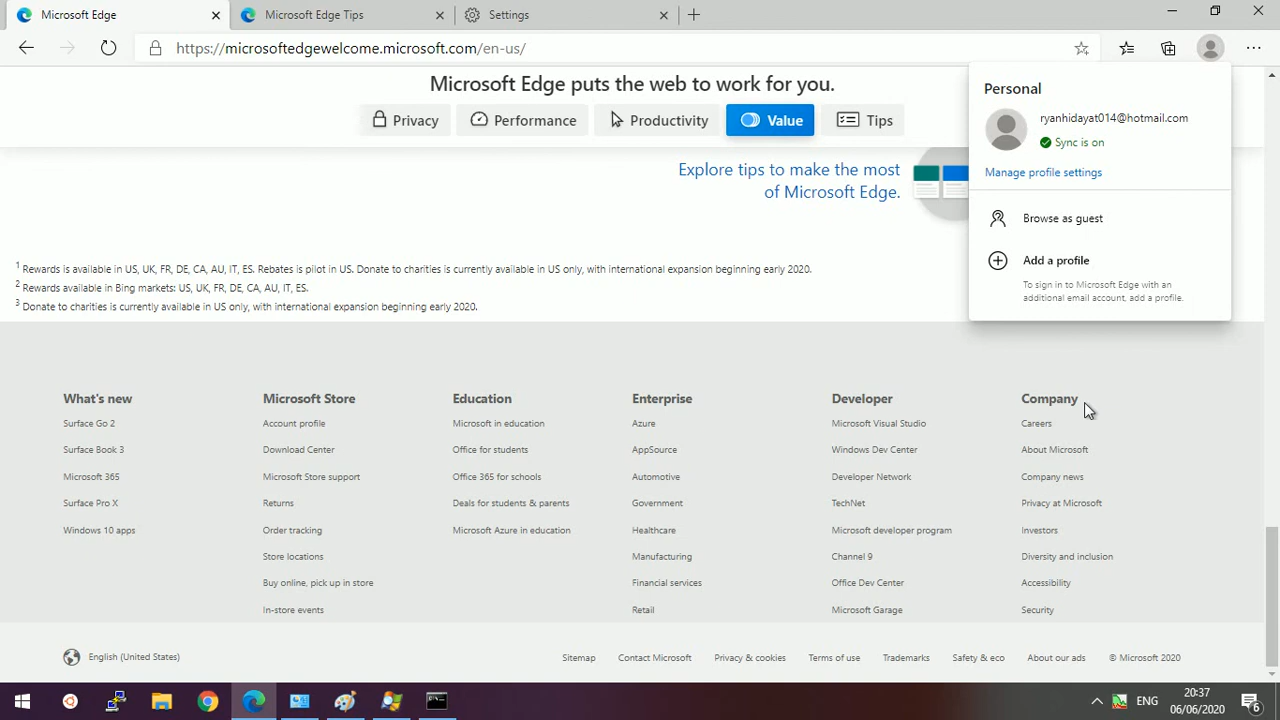 Microsoft Edge
Microsoft Edge Tips
Settings
https://microsoftedgewelcome.microsoft.com/en-us/
Microsoft Edge puts the web to work for you.
Privacy
Performance
Productivity
Value
Tips
Explore tips to make the most
of Microsoft Edge.
Personal
ryanhidayat014@hotmail.com
Sync is on
Manage profile settings
Browse as guest
Add a profile
To sign in to Microsoft Edge with an
additional email account, add a profile.
1 Rewards is available in US, UK, FR, DE, CA, AU, IT, ES. Rebates is pilot in US. Donate to charities is currently available in US only, with international expansion beginning early 2020.
2 Rewards available in Bing markets: US, UK, FR, DE, CA, AU, IT, ES.
3 Donate to charities is currently available in US only, with international expansion beginning early 2020.
What's new
Surface Go 2
Surface Book 3
Microsoft 365
Surface Pro X
Windows 10 apps
Microsoft Store
Account profile
Download Center
Microsoft Store support
Returns
Order tracking
Store locations
Buy online, pick up in store
In-store events
Education
Microsoft in education
Office for students
Office 365 for schools
Deals for students & parents
Microsoft Azure in education
Enterprise
Azure
AppSource
Automotive
Government
Healthcare
Manufacturing
Financial services
Retail
Developer
Microsoft Visual Studio
Windows Dev Center
Developer Network
TechNet
Microsoft developer program
Channel 9
Office Dev Center
Microsoft Garage
Company
Careers
About Microsoft
Company news
Privacy at Microsoft
Investors
Diversity and inclusion
Accessibility
Security
English (United States)
Sitemap
Contact Microsoft
Privacy & cookies
Terms of use
Trademarks
Safety & eco
About our ads
© Microsoft 2020
ENG
20:37
06/06/2020
6